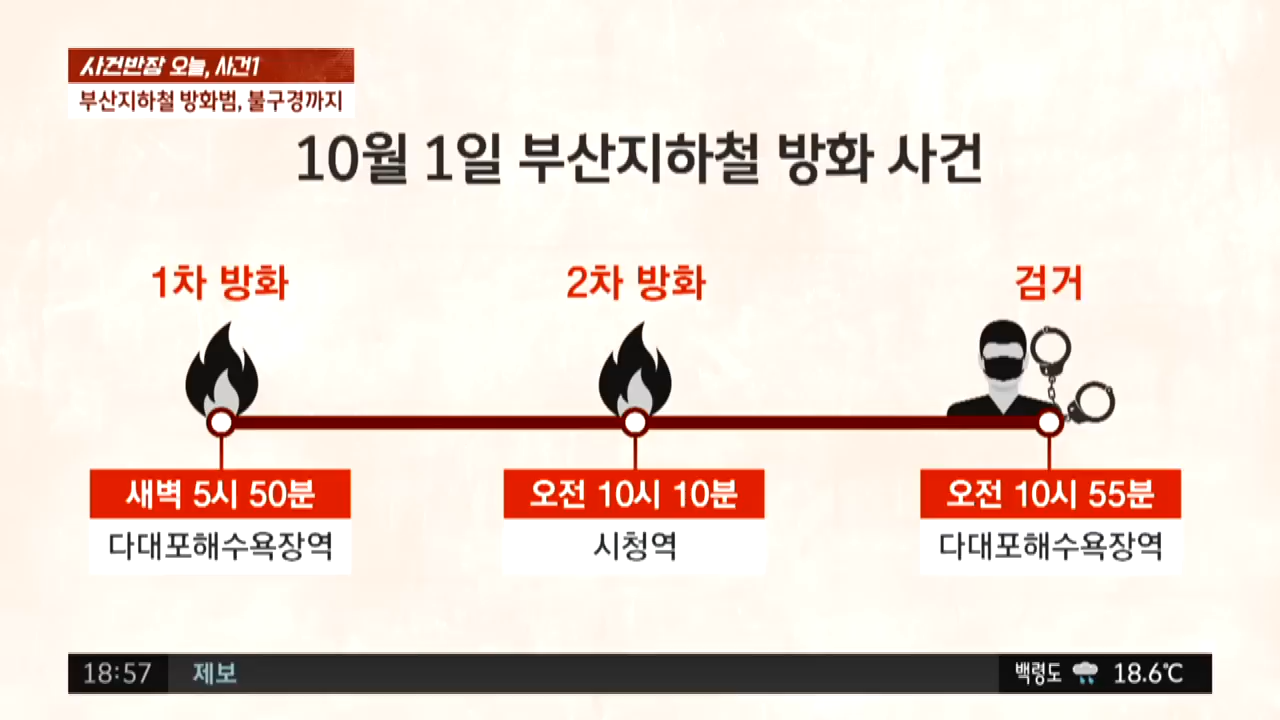 사건반장 오늘, 사건1
부산지하철 방화범, 불구경까지
10월 1일 부산지하철 방화 사건
1차 방화
2차 방화
검거
새벽 5시 50분
오전 10시 10분
오전 10시 55분
다대포해수욕장역
시청역
다대포해수욕장역
18:57
제보
백령도
18.6℃